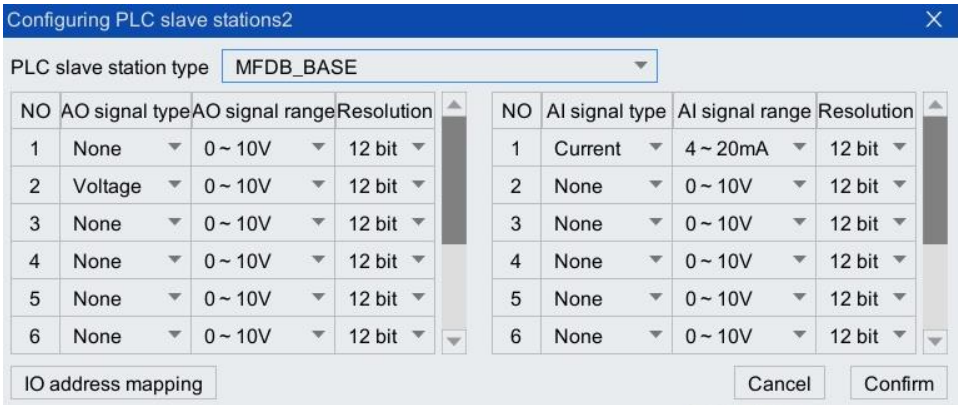 Configuring PLC slave stations2
PLC slave station type MFDB_BASE
NO AO signal type AO signal range Resolution NO AI signal type AI signal range Resolution
1 None 0 ~ 10V 12 bit 1 Current 4 ~ 20mA 12 bit
2 Voltage 0 ~ 10V 12 bit 2 None 0 ~ 10V 12 bit
3 None 0 ~ 10V 12 bit 3 None 0 ~ 10V 12 bit
4 None 0 ~ 10V 12 bit 4 None 0 ~ 10V 12 bit
5 None 0 ~ 10V 12 bit 5 None 0 ~ 10V 12 bit
6 None 0 ~ 10V 12 bit 6 None 0 ~ 10V 12 bit
IO address mapping Cancel Confirm